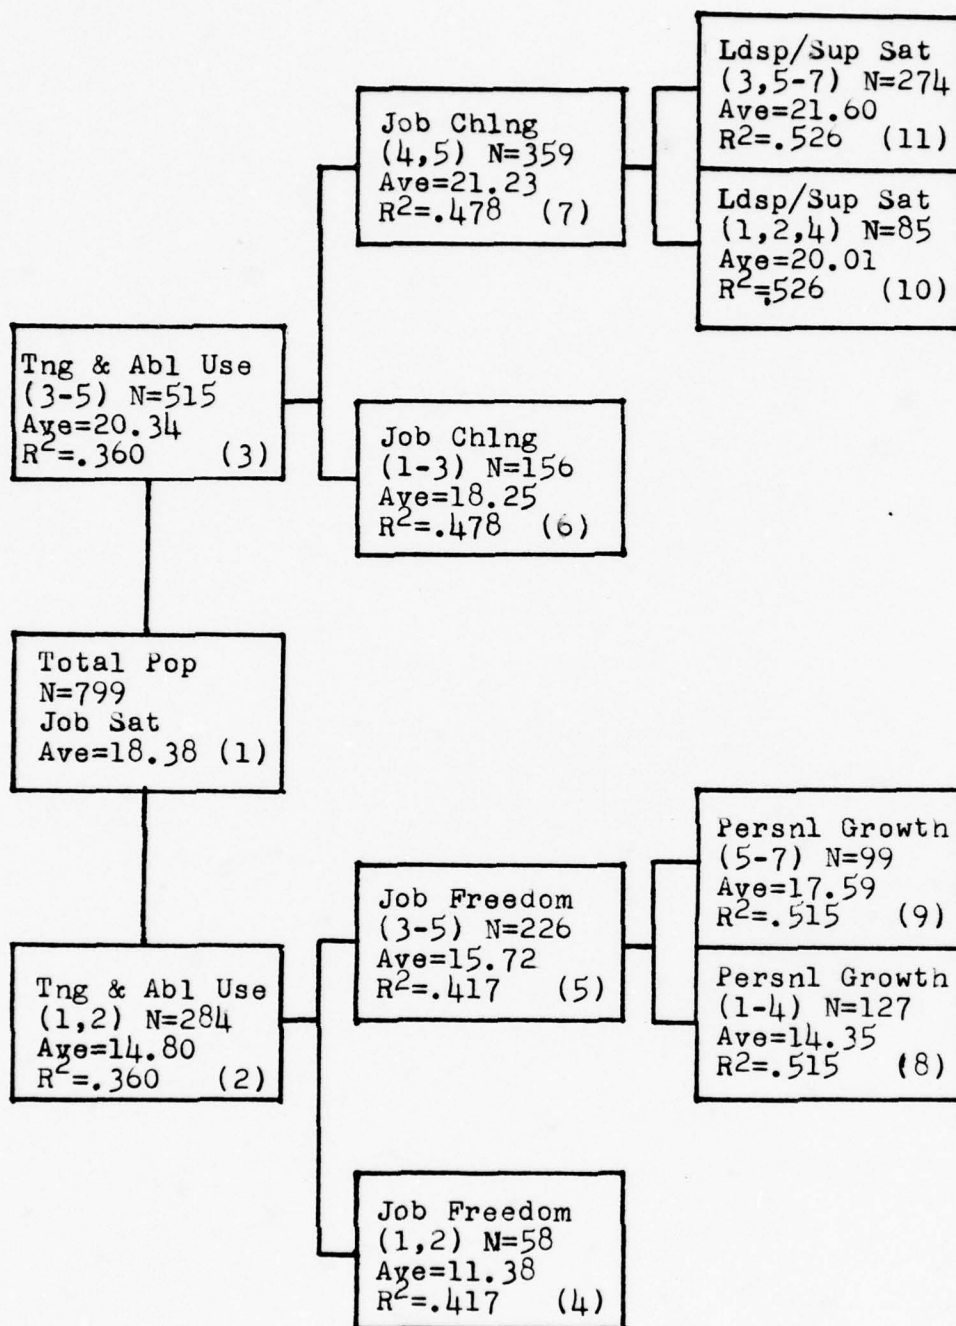 Ldsp/Sup Sat
(3,5-7) N=274
Ave=21.60
R2=.526 (11)
Ldsp/Sup Sat
(1,2,4) N=85
Ave=20.01
R2=.526 (10)
Job Chlng
(4,5) N=359
Ave=21.23
R2=.478 (7)
Tng & Abl Use
(3-5) N=515
Ave=20.34
R2=.360 (3)
Job Chlng
(1-3) N=156
Ave=18.25
R2=.478 (6)
Total Pop
N=799
Job Sat
Ave=18.38 (1)
Persnl Growth
(5-7) N=99
Ave=17.59
R2=.515 (9)
Persnl Growth
(1-4) N=127
Ave=14.35
R2=.515 (8)
Job Freedom
(3-5) N=226
Ave=15.72
R2=.417 (5)
Tng & Abl Use
(1,2) N=284
Ave=14.80
R2=.360 (2)
Job Freedom
(1,2) N=58
Ave=11.38
R2=.417 (4)